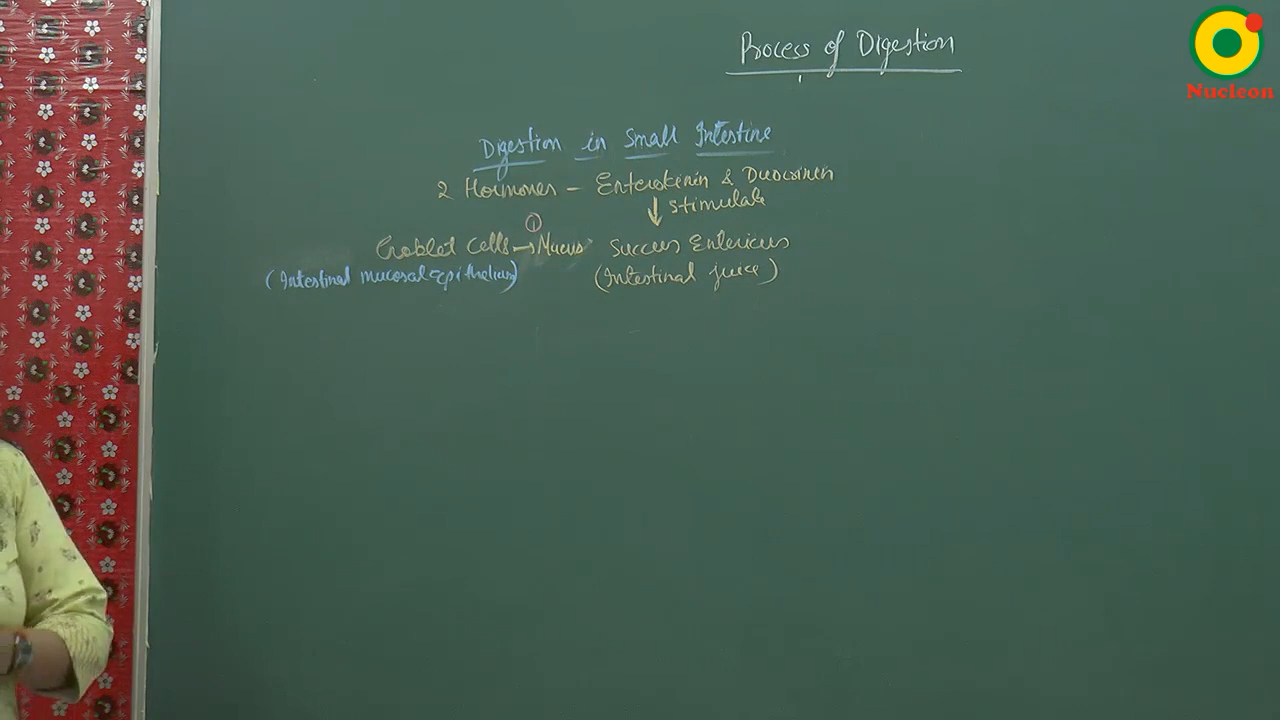 Process of Digestion
Nucleon
Digestion in Small Intestine
2 Hormones - Enterokinin & Duocrinin
↓ stimulate
①
Goblet Cells → Mucus Succus Entericus
(Intestinal mucosal epithelium) (Intestinal juice)